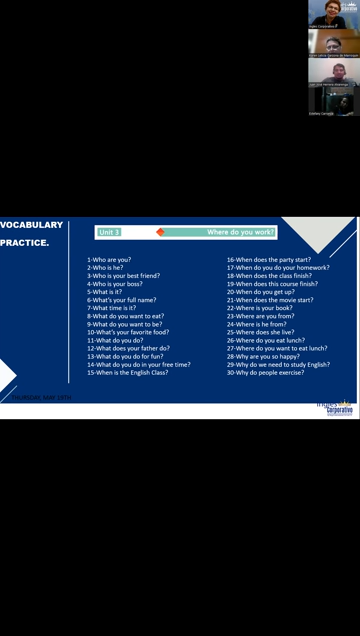 Ingles Corporativo
VOCABULARY
PRACTICE.
Unit 3
Where do you work?
1-Who are you?
2-Who is he?
3-Who is your best friend?
4-Who is your boss?
5-What is it?
6-What's your full name?
7-What time is it?
8-What do you want to eat?
9-What do you want to be?
10-What's your favorite food?
11-What do you do?
12-What does your father do?
13-What do you do for fun?
14-What do you do in your free time?
15-When is the English Class?
16-When does the party start?
17-When do you do your homework?
18-When does the class finish?
19-When does this course finish?
20-When do you get up?
21-When does the movie start?
22-Where is your book?
23-Where are you from?
24-Where is he from?
25-Where does she live?
26-Where do you eat lunch?
27-Where do you want to eat lunch?
28-Why are you so happy?
29-Why do we need to study English?
30-Why do people exercise?
THURSDAY, MAY 26TH
Ingles
Corporativo